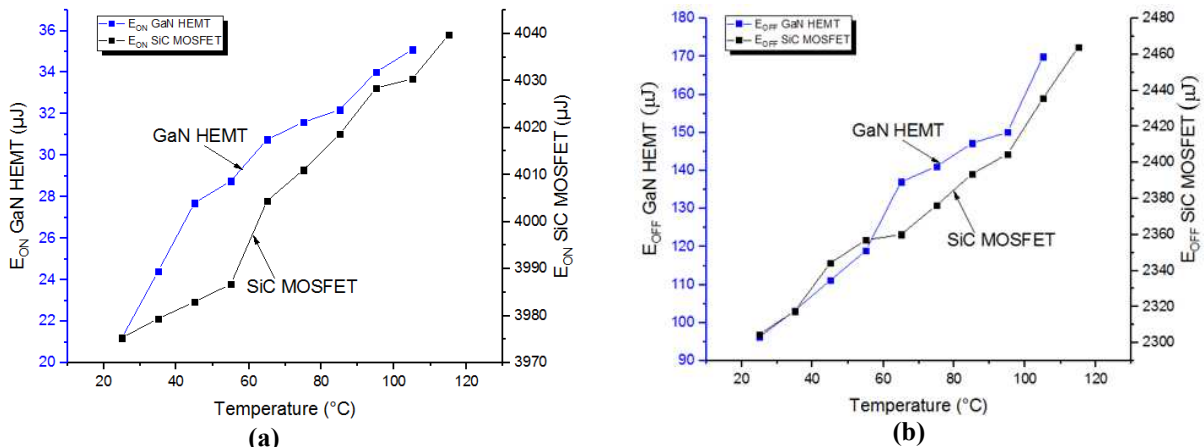 E_ON GaN HEMT
E_ON SiC MOSFET
36
34
32
30
28
26
24
22
20
E_ON GaN HEMT (µJ)
GaN HEMT
SiC MOSFET
4040
4030
4020
4010
4000
3990
3980
3970
E_ON SiC MOSFET (µJ)
20 40 60 80 100 120
Temperature (°C)
(a)
E_OFF GaN HEMT
E_OFF SiC MOSFET
180
170
160
150
140
130
120
110
100
90
E_OFF GaN HEMT (µJ)
GaN HEMT
SiC MOSFET
2480
2460
2440
2420
2400
2380
2360
2340
2320
2300
E_OFF SiC MOSFET (µJ)
20 40 60 80 100 120
Temperature (°C)
(b)